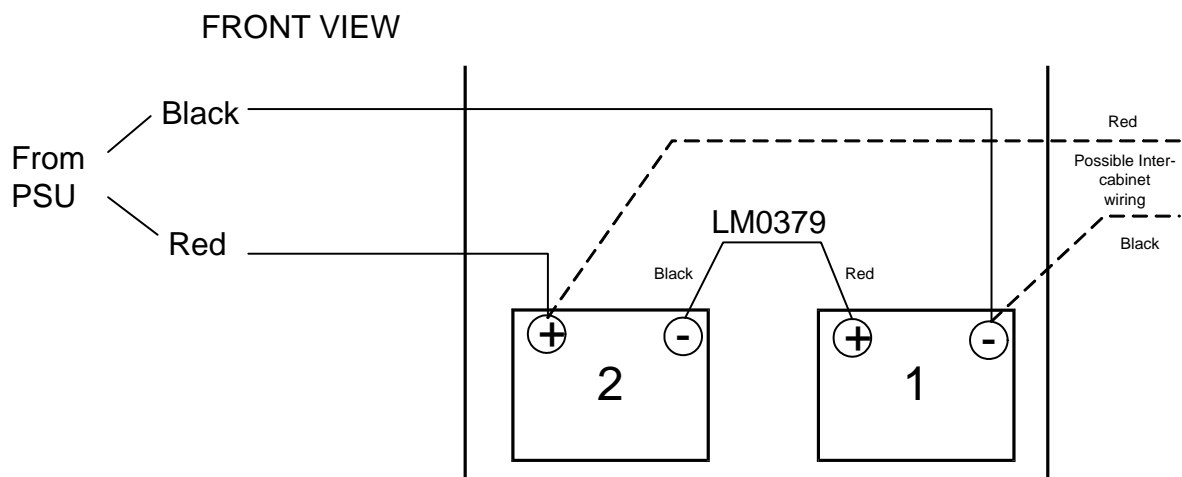 FRONT VIEW
Black
From
PSU
Red
Red
Possible Inter-
cabinet
wiring
Black
LM0379
Black
Red
+
-
+
-
2
1